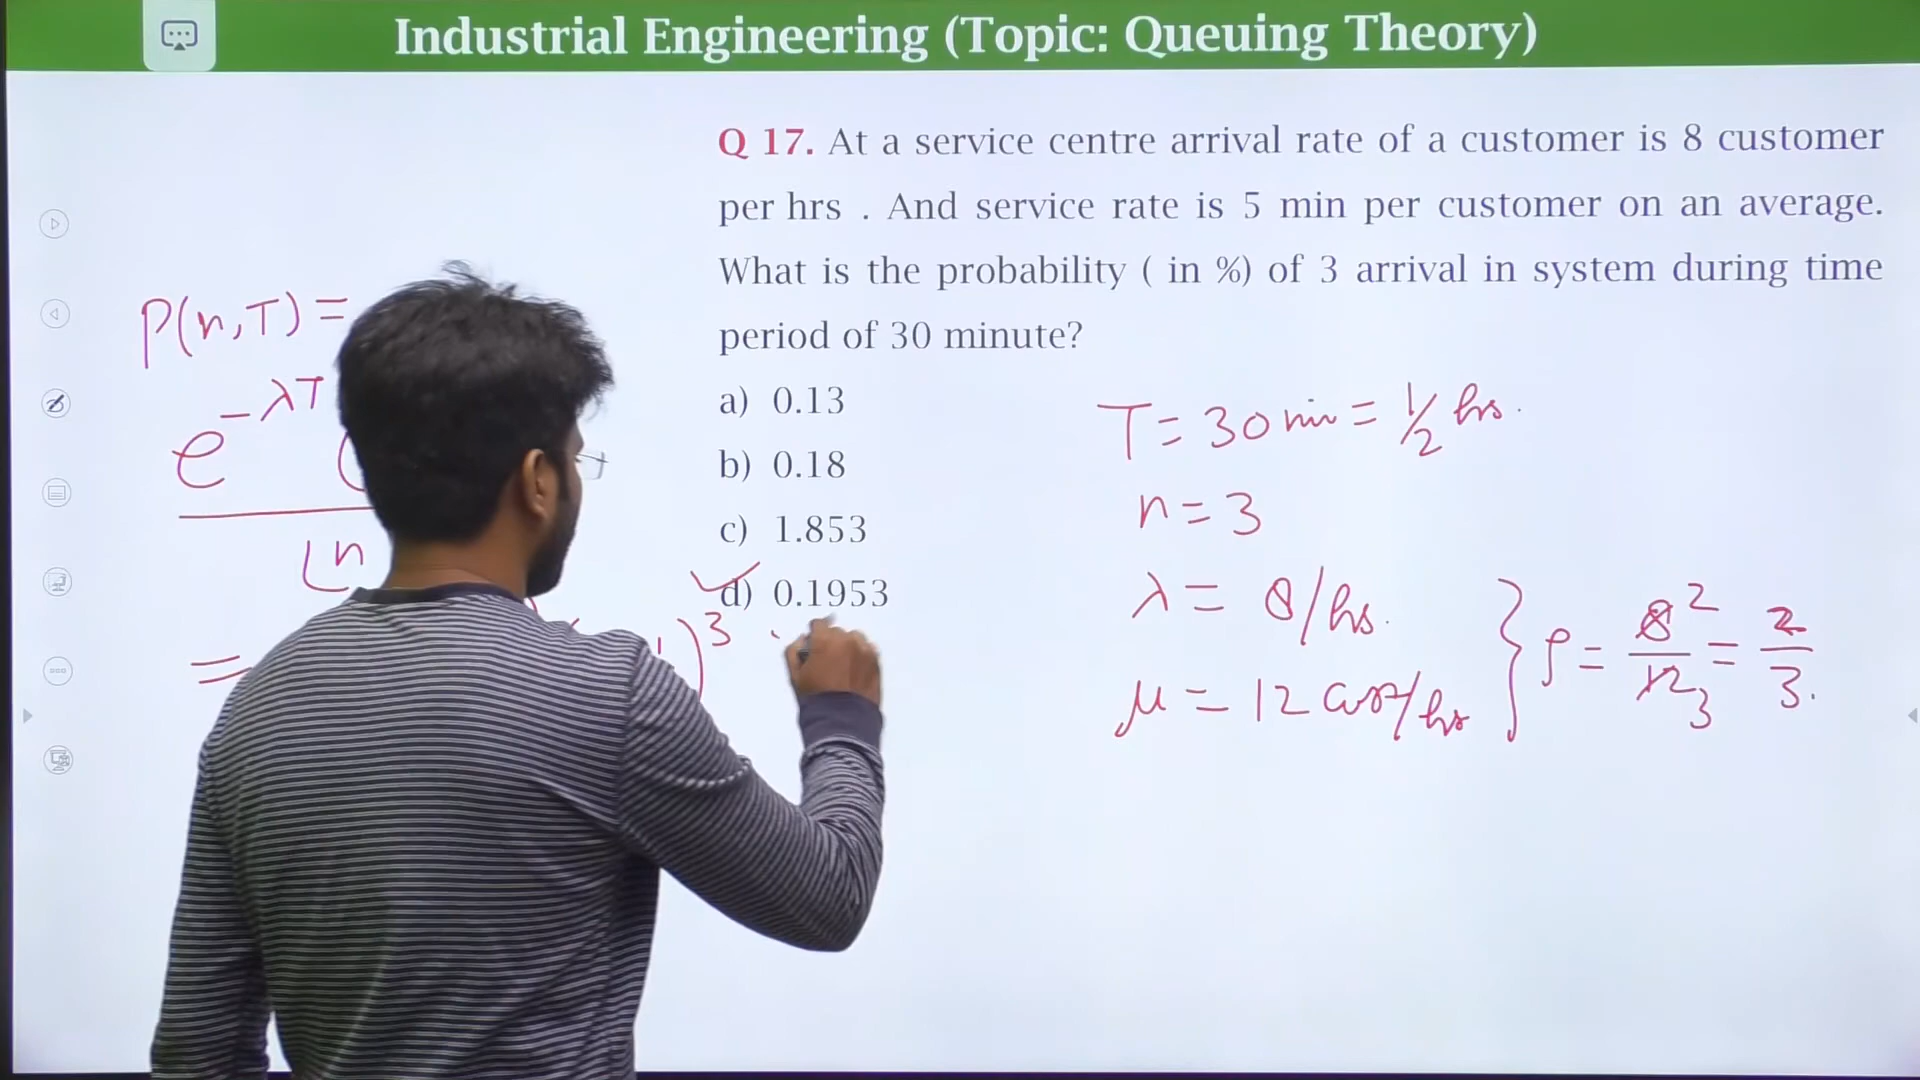 Industrial Engineering (Topic: Queuing Theory)
Q 17. At a service centre arrival rate of a customer is 8 customer
per hrs . And service rate is 5 min per customer on an average.
What is the probability ( in %) of 3 arrival in system during time
period of 30 minute?
a) 0.13
b) 0.18
c) 1.853
d) 0.1953
P(n,T) =
e^-λT (
⌊n
= )^3
T = 30 min = 1/2 hrs.
n = 3
λ = 8/hrs.
μ = 12 cus/hr
ρ = 8/12 = 2/3.
2
3